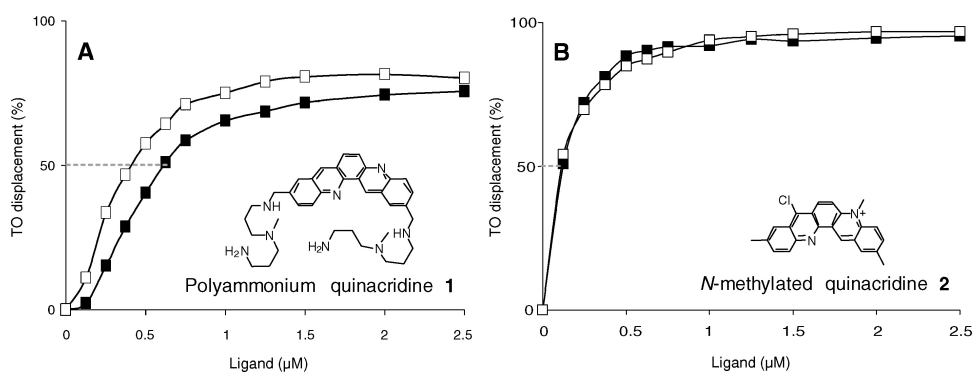 A
100
50
0
TO displacement (%)
0 0.5 1 1.5 2 2.5
Ligand (µM)
N
N
NH
HN
N
N
H₂N
H₂N
Polyammonium quinacridine 1
B
100
50
0
TO displacement (%)
0 0.5 1 1.5 2 2.5
Ligand (µM)
Cl
N+
N
N-methylated quinacridine 2